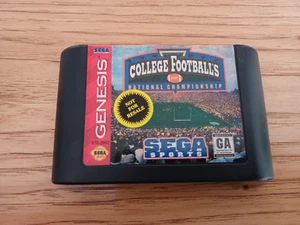 SEGA
GENESIS
COLLEGE FOOTBALL'S
NATIONAL CHAMPIONSHIP
NOT
FOR
RESALE
SEGA
SPORTS
GA